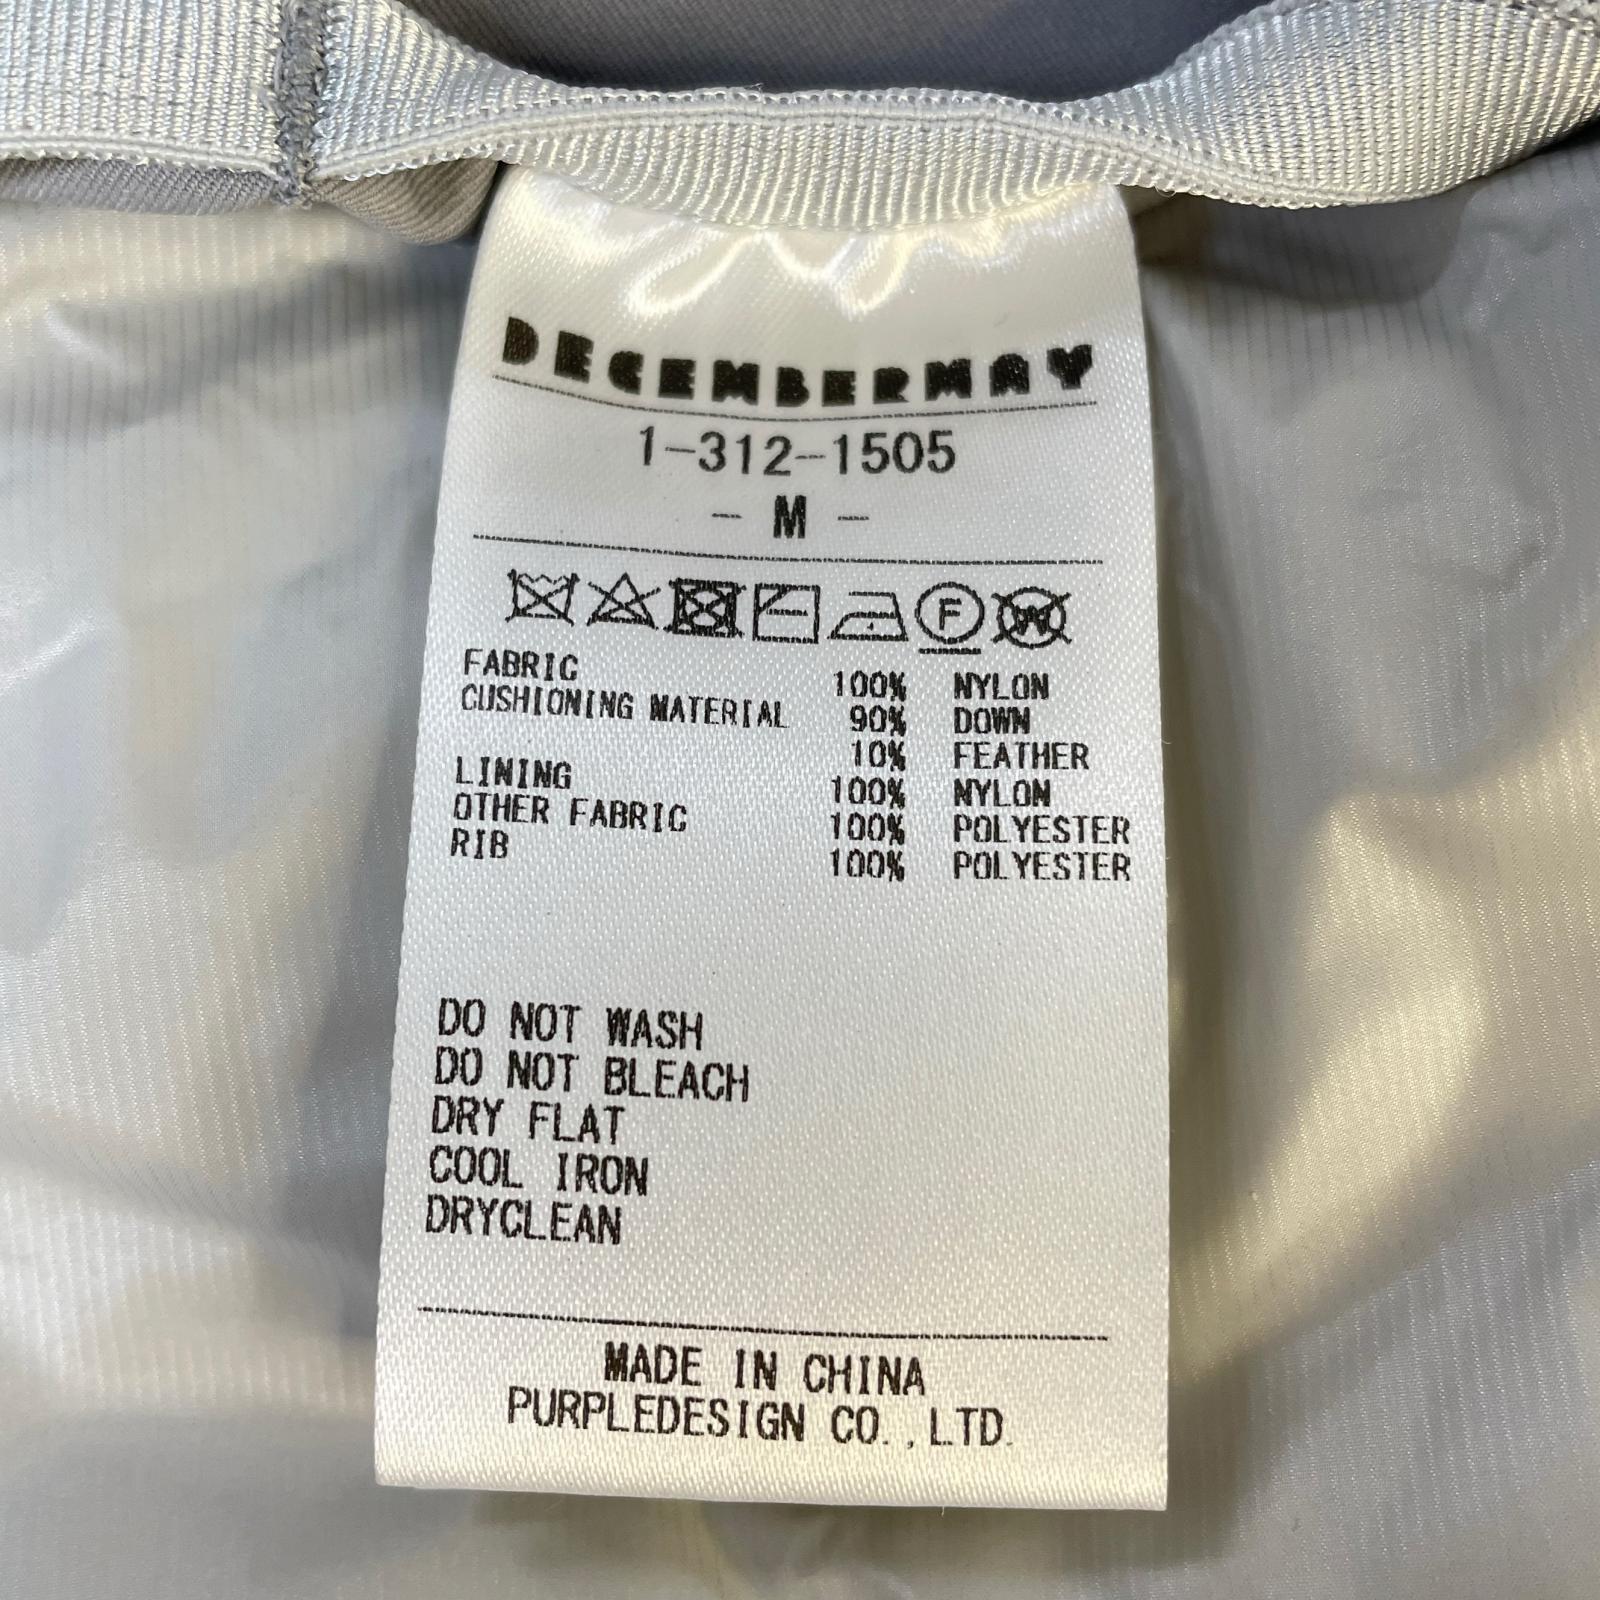 DECEMBERMAY
1-312-1505
- M -
F W
FABRIC 100% NYLON
CUSHIONING MATERIAL 90% DOWN
10% FEATHER
LINING 100% NYLON
OTHER FABRIC 100% POLYESTER
RIB 100% POLYESTER
DO NOT WASH
DO NOT BLEACH
DRY FLAT
COOL IRON
DRYCLEAN
MADE IN CHINA
PURPLEDESIGN CO.,LTD.